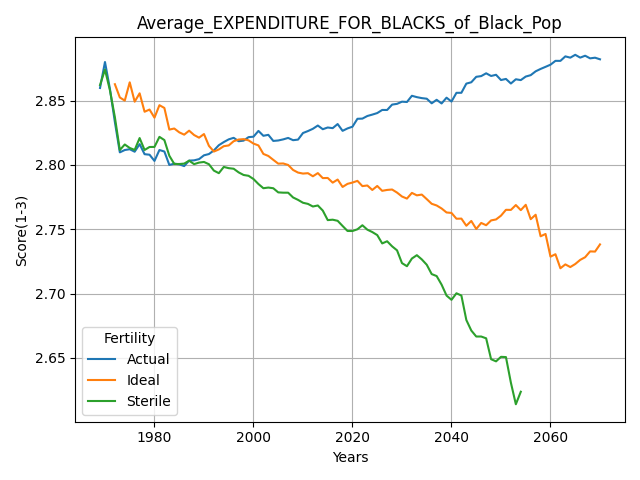 Average_EXPENDITURE_FOR_BLACKS_of_Black_Pop
Score(1-3)
2.85
2.80
2.75
2.70
2.65
Fertility
Actual
Ideal
Sterile
1980 2000 2020 2040 2060
Years